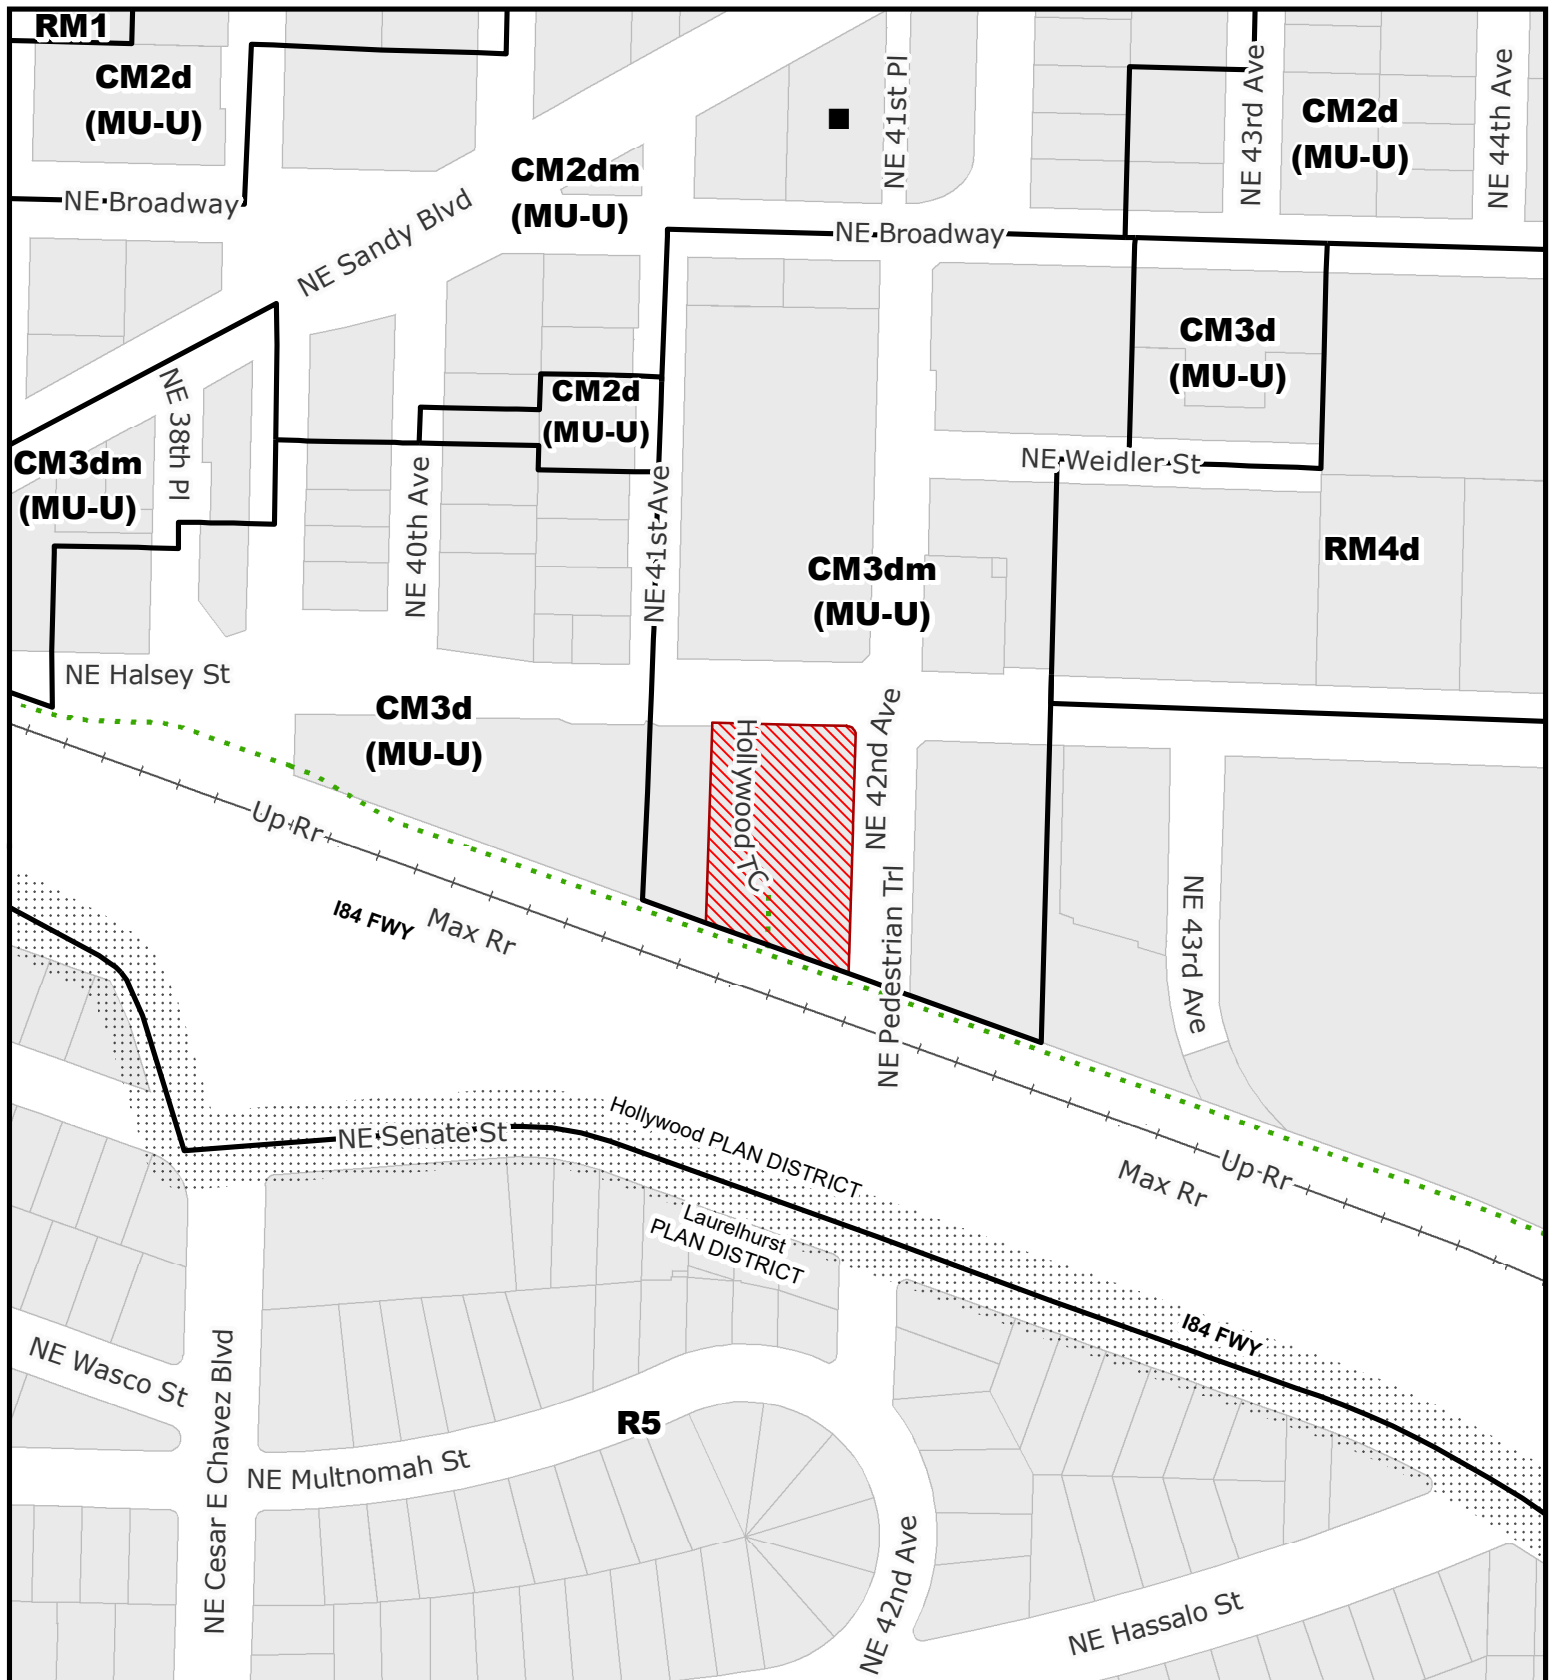 RM1
CM2d
(MU-U)
NE Broadway
NE Sandy Blvd
CM2dm
(MU-U)
NE 41st Pl
NE Broadway
NE 43rd Ave
CM2d
(MU-U)
NE 44th Ave
CM3d
(MU-U)
NE 38th Pl
CM2d
(MU-U)
CM3dm
(MU-U)
NE 40th Ave
NE 41st Ave
NE Weidler St
CM3dm
(MU-U)
RM4d
NE Halsey St
CM3d
(MU-U)
Hollywood TC
NE 42nd Ave
Up Rr
I84 FWY
Max Rr
NE Pedestrian Trl
NE 43rd Ave
NE Senate St
Hollywood PLAN DISTRICT
Laurelhurst
PLAN DISTRICT
Max Rr
Up Rr
I84 FWY
NE Wasco St
NE Cesar E Chavez Blvd
R5
NE Multnomah St
NE 42nd Ave
NE Hassalo St